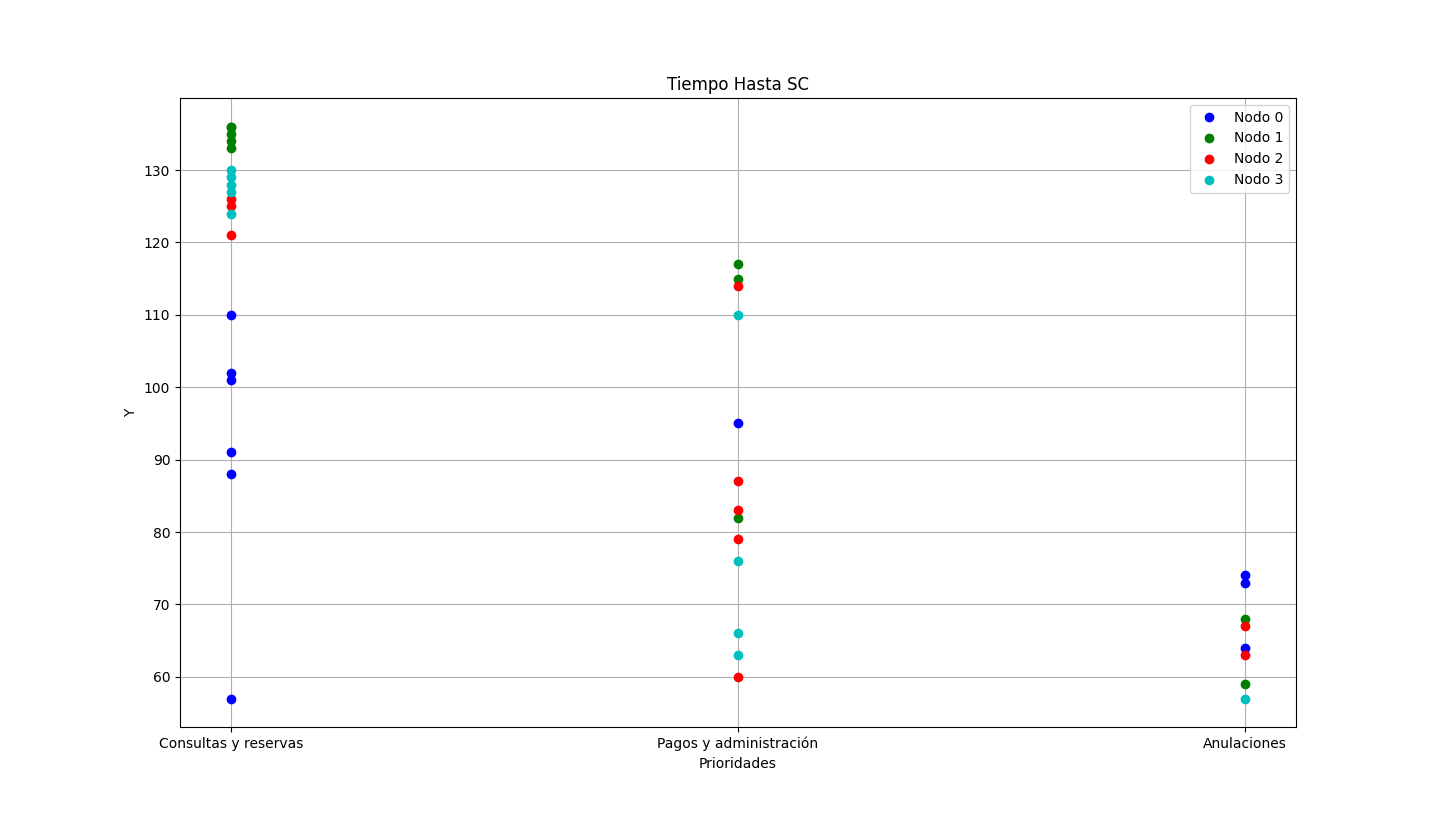 Tiempo Hasta SC
Nodo 0
Nodo 1
Nodo 2
Nodo 3
130
120
110
100
90
80
70
60
Y
Consultas y reservas
Pagos y administración
Anulaciones
Prioridades